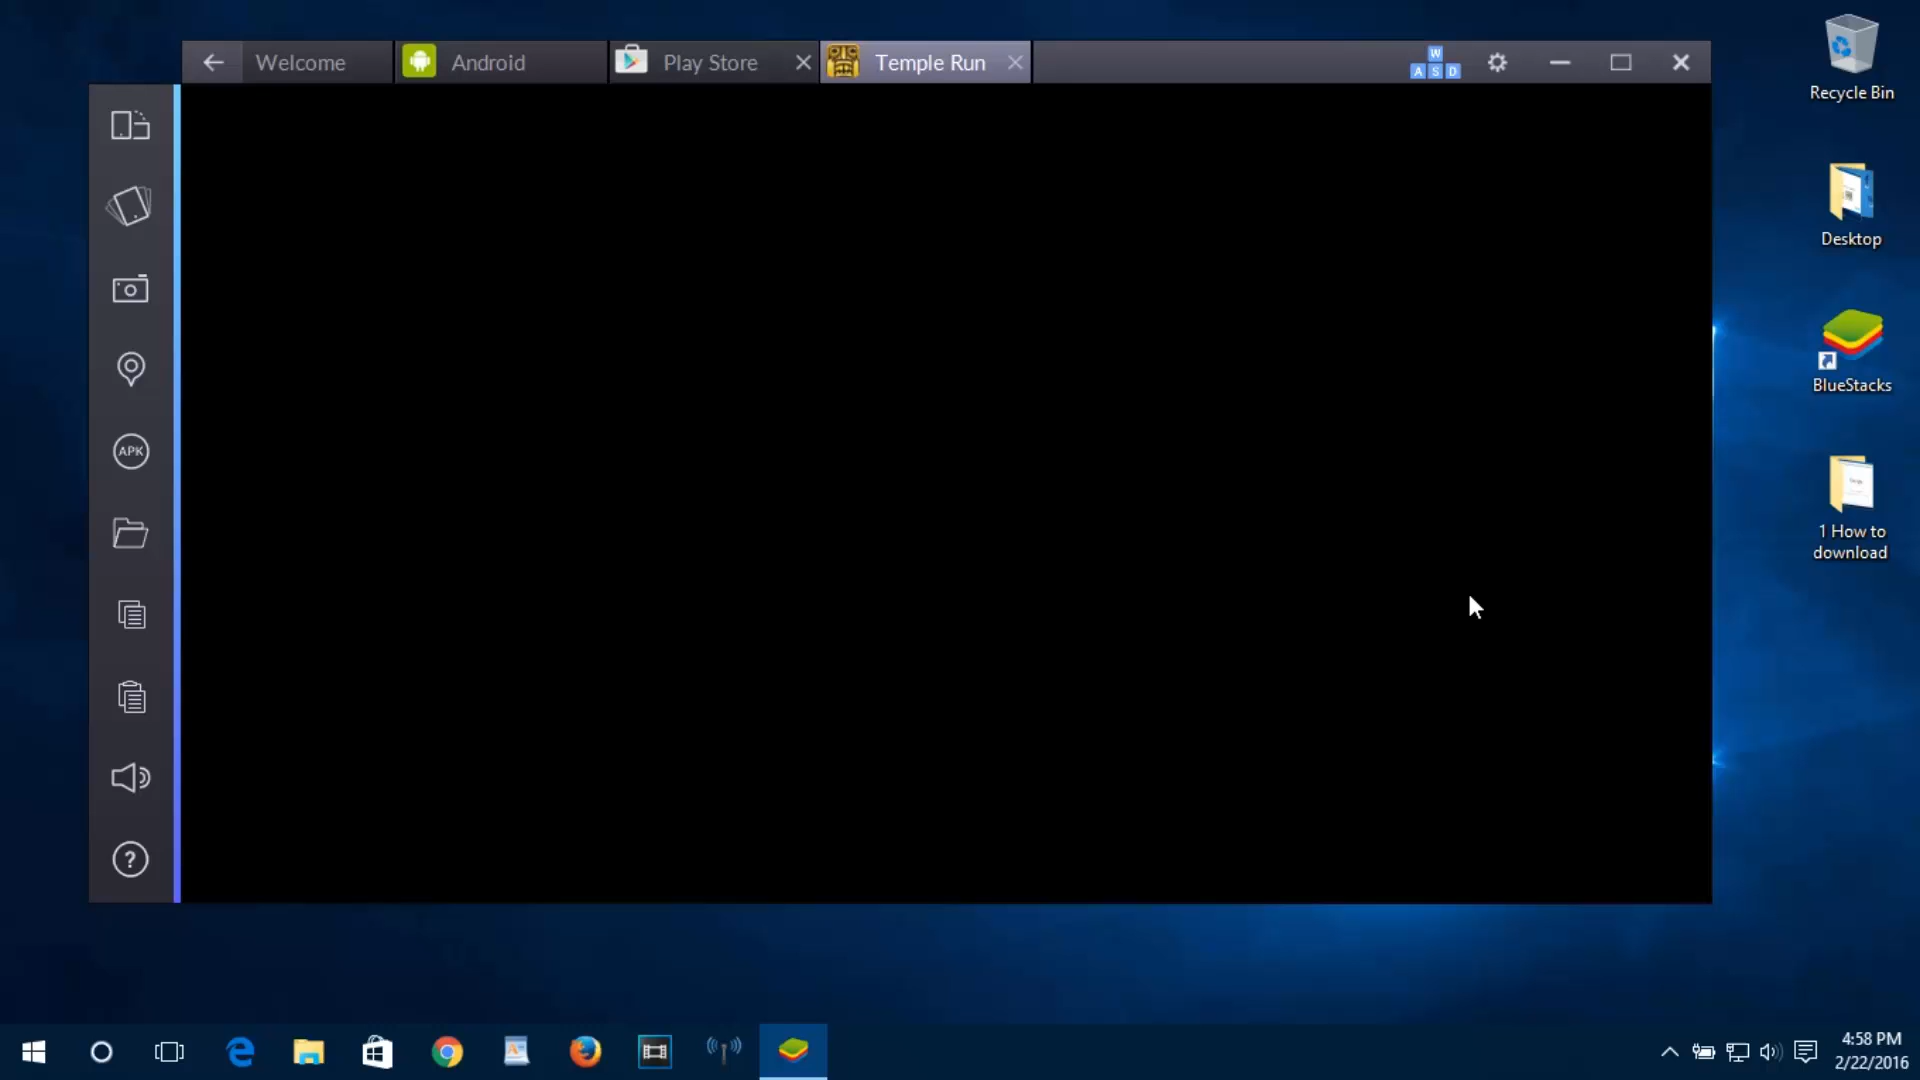 Welcome
Android
Play Store
Temple Run
W
A S D
APK
?
Recycle Bin
Desktop
BlueStacks
1 How to
download
4:58 PM
2/22/2016